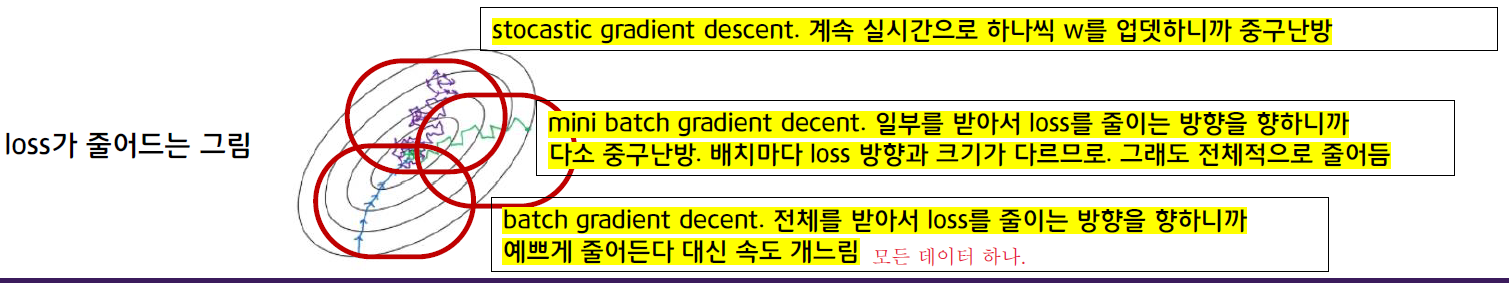 stocastic gradient descent. 계속 실시간으로 하나씩 w를 업뎃하니까 중구난방
loss가 줄어드는 그림
mini batch gradient decent. 일부를 받아서 loss를 줄이는 방향을 향하니까
다소 중구난방. 배치마다 loss 방향과 크기가 다르므로. 그래도 전체적으로 줄어듬
batch gradient decent. 전체를 받아서 loss를 줄이는 방향을 향하니까
예쁘게 줄어든다 대신 속도 개느림 모든 데이터 하나.